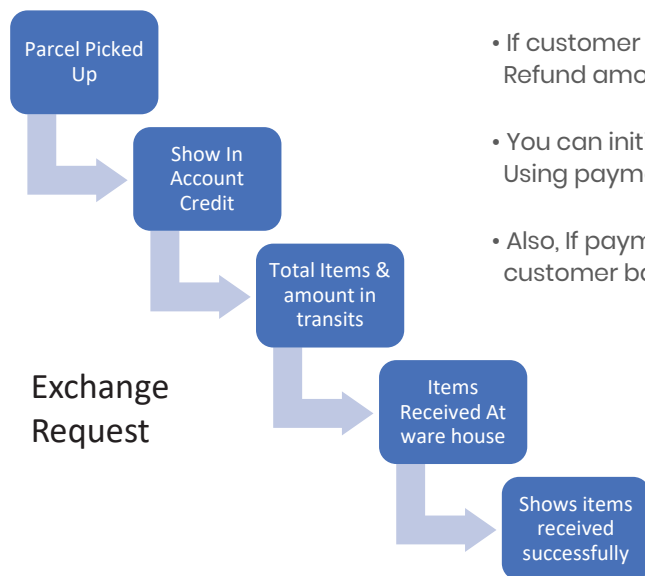 Parcel Picked
Up
Show In
Account
Credit
Total Items &
amount in
transits
Items
Received At
ware house
Shows items
received
successfully
Exchange
Request
• If customer
Refund amo
• You can init
Using paym
• Also, If paym
customer ba